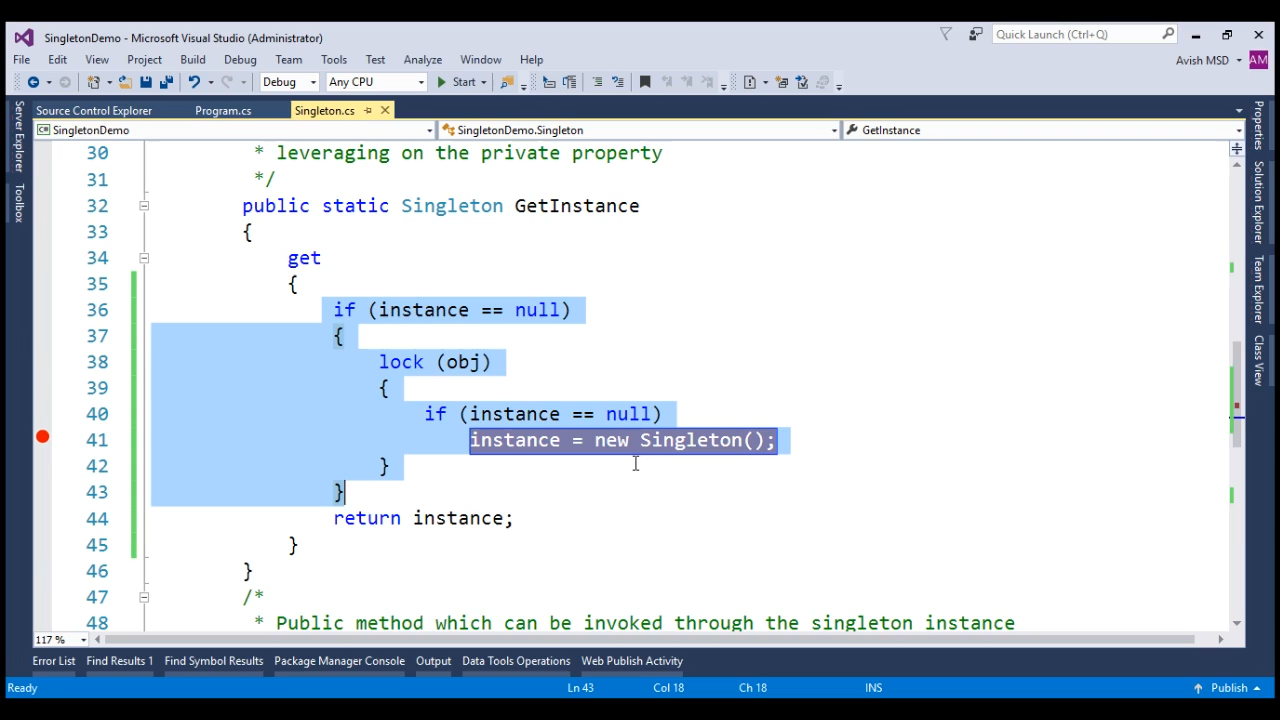 SingletonDemo - Microsoft Visual Studio (Administrator)
Quick Launch (Ctrl+Q)
File Edit View Project Build Debug Team Tools Test Analyze Window Help
Avish MSD AM
Debug Any CPU Start
Source Control Explorer Program.cs Singleton.cs
SingletonDemo SingletonDemo.Singleton GetInstance
Server Explorer
Toolbox
30 * leveraging on the private property
31 */
32 public static Singleton GetInstance
33 {
34 get
35 {
36 if (instance == null)
37 {
38 lock (obj)
39 {
40 if (instance == null)
41 instance = new Singleton();
42 }
43 }
44 return instance;
45 }
46 }
47 /*
48 * Public method which can be invoked through the singleton instance
Properties
Solution Explorer
Team Explorer
Class View
117 %
Error List Find Results 1 Find Symbol Results Package Manager Console Output Data Tools Operations Web Publish Activity
Ready Ln 43 Col 18 Ch 18 INS Publish